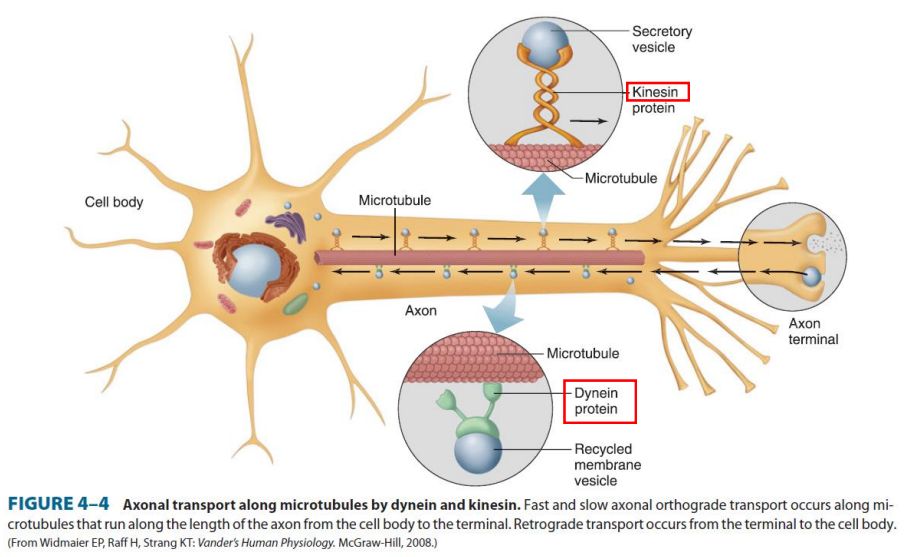 Secretory
vesicle
Kinesin
protein
Microtubule
Cell body
Microtubule
Axon
Axon
terminal
Microtubule
Dynein
protein
Recycled
membrane
vesicle
FIGURE 4–4 Axonal transport along microtubules by dynein and kinesin. Fast and slow axonal orthograde transport occurs along mi-
crotubules that run along the length of the axon from the cell body to the terminal. Retrograde transport occurs from the terminal to the cell body.
(From Widmaier EP, Raff H, Strang KT: Vander's Human Physiology. McGraw-Hill, 2008.)